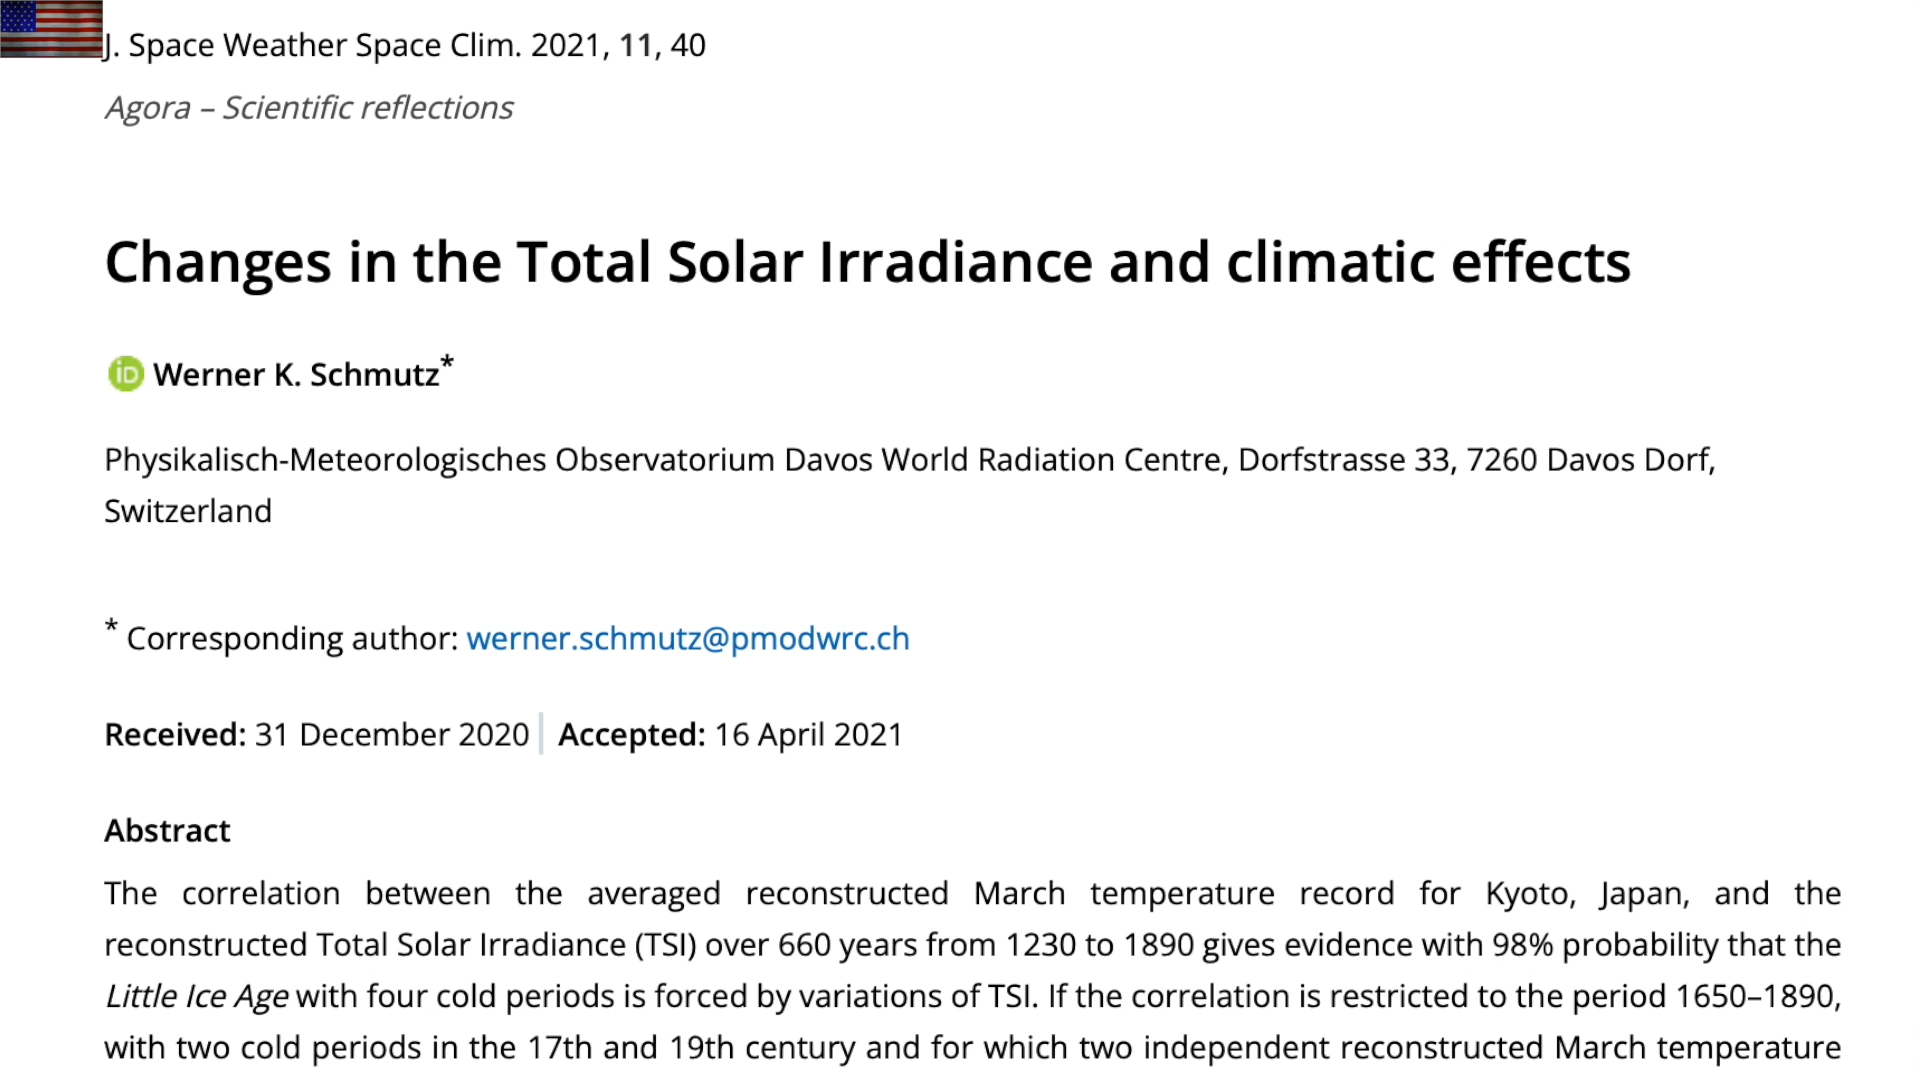 J. Space Weather Space Clim. 2021, 11, 40
Agora – Scientific reflections
Changes in the Total Solar Irradiance and climatic effects
iD Werner K. Schmutz*
Physikalisch-Meteorologisches Observatorium Davos World Radiation Centre, Dorfstrasse 33, 7260 Davos Dorf,
Switzerland
* Corresponding author: werner.schmutz@pmodwrc.ch
Received: 31 December 2020 Accepted: 16 April 2021
Abstract
The correlation between the averaged reconstructed March temperature record for Kyoto, Japan, and the
reconstructed Total Solar Irradiance (TSI) over 660 years from 1230 to 1890 gives evidence with 98% probability that the
Little Ice Age with four cold periods is forced by variations of TSI. If the correlation is restricted to the period 1650–1890,
with two cold periods in the 17th and 19th century and for which two independent reconstructed March temperature